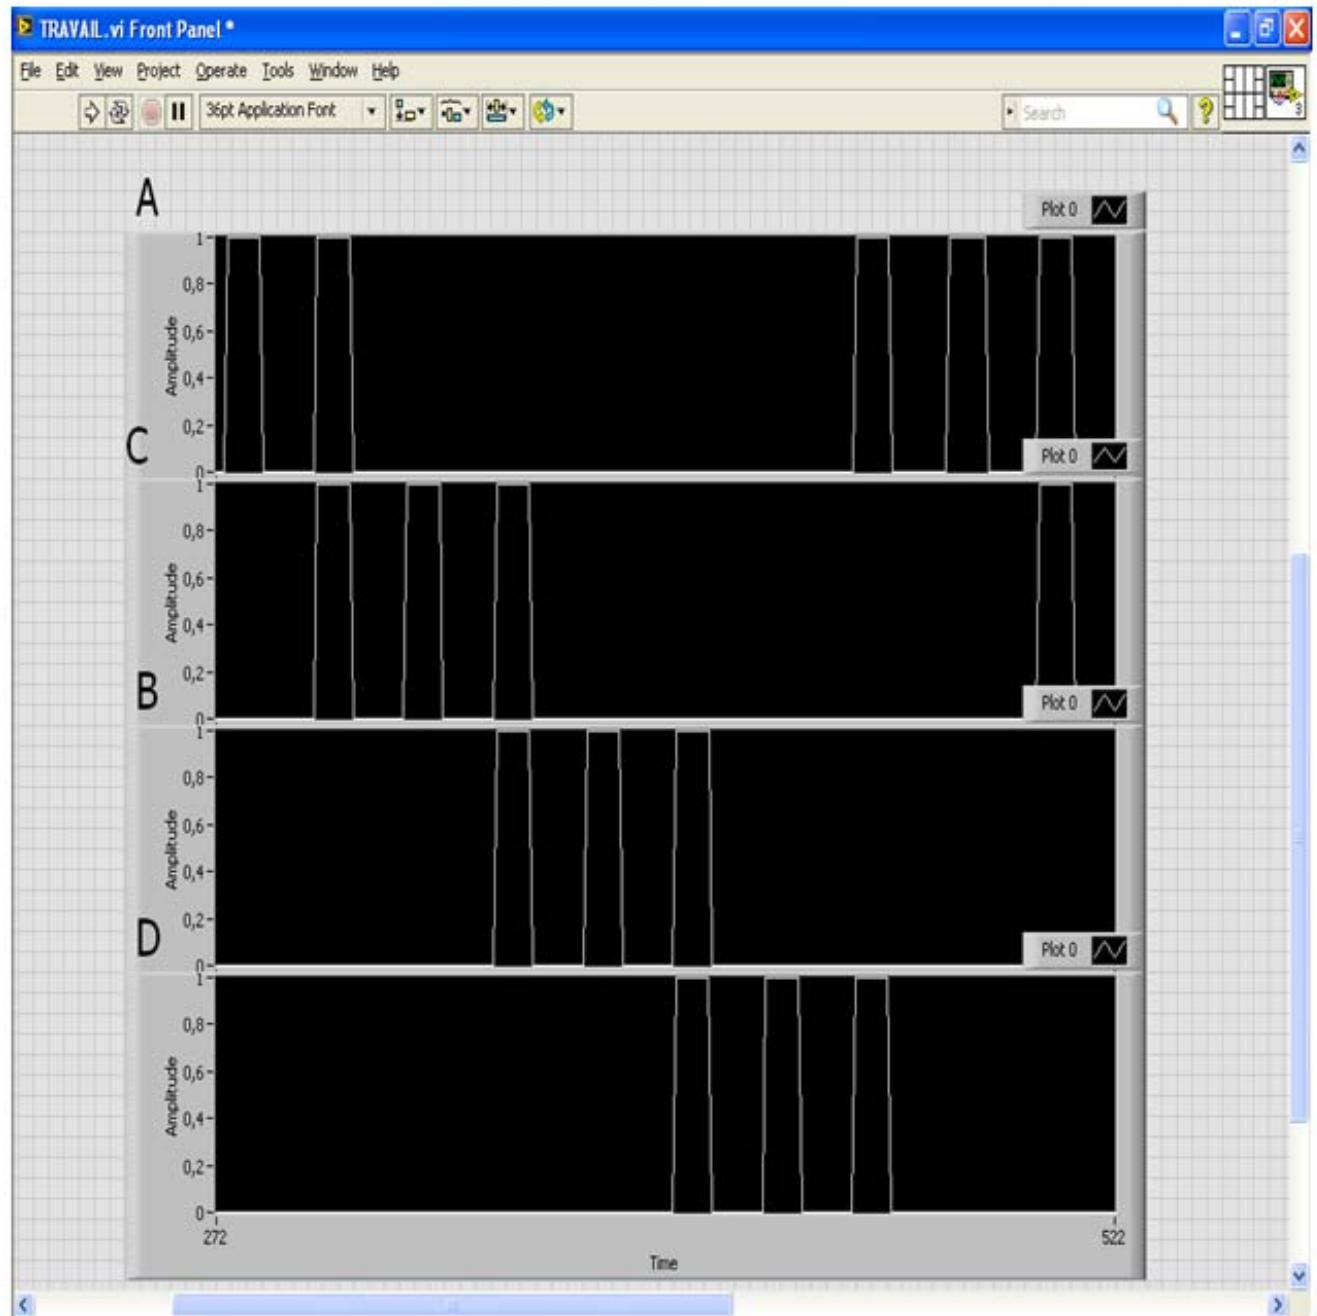 TRAVAIL.vi Front Panel *
File Edit View Project Operate Tools Window Help
36pt Application Font
Search
3
A
Plot 0
1
0,8
0,6
0,4
0,2
0
Amplitude
C
Plot 0
1
0,8
0,6
0,4
0,2
0
Amplitude
B
Plot 0
1
0,8
0,6
0,4
0,2
0
Amplitude
D
Plot 0
1
0,8
0,6
0,4
0,2
0
Amplitude
272 522
Time